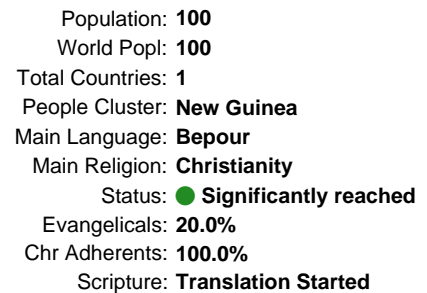 Population: 100
World Popl: 100
Total Countries: 1
People Cluster: New Guinea
Main Language: Bepour
Main Religion: Christianity
Status: Significantly reached
Evangelicals: 20.0%
Chr Adherents: 100.0%
Scripture: Translation Started